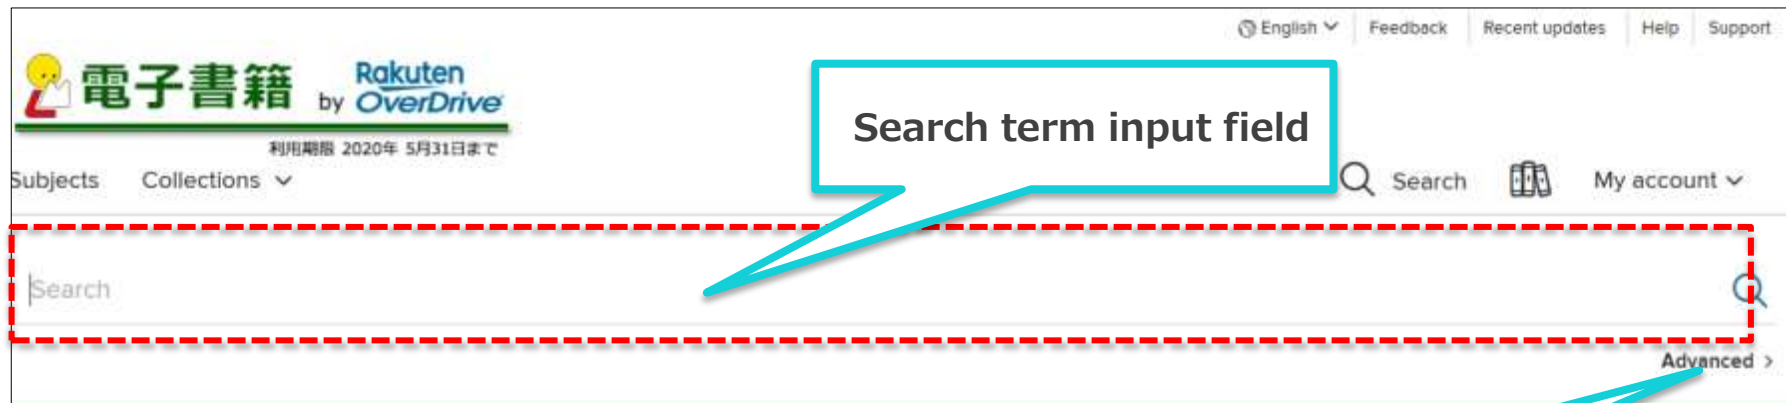 English Feedback Recent updates Help Support
電子書籍 by Rakuten OverDrive
利用期限 2020年 5月31日まで
Search term input field
Subjects Collections Search My account
Search
Advanced >